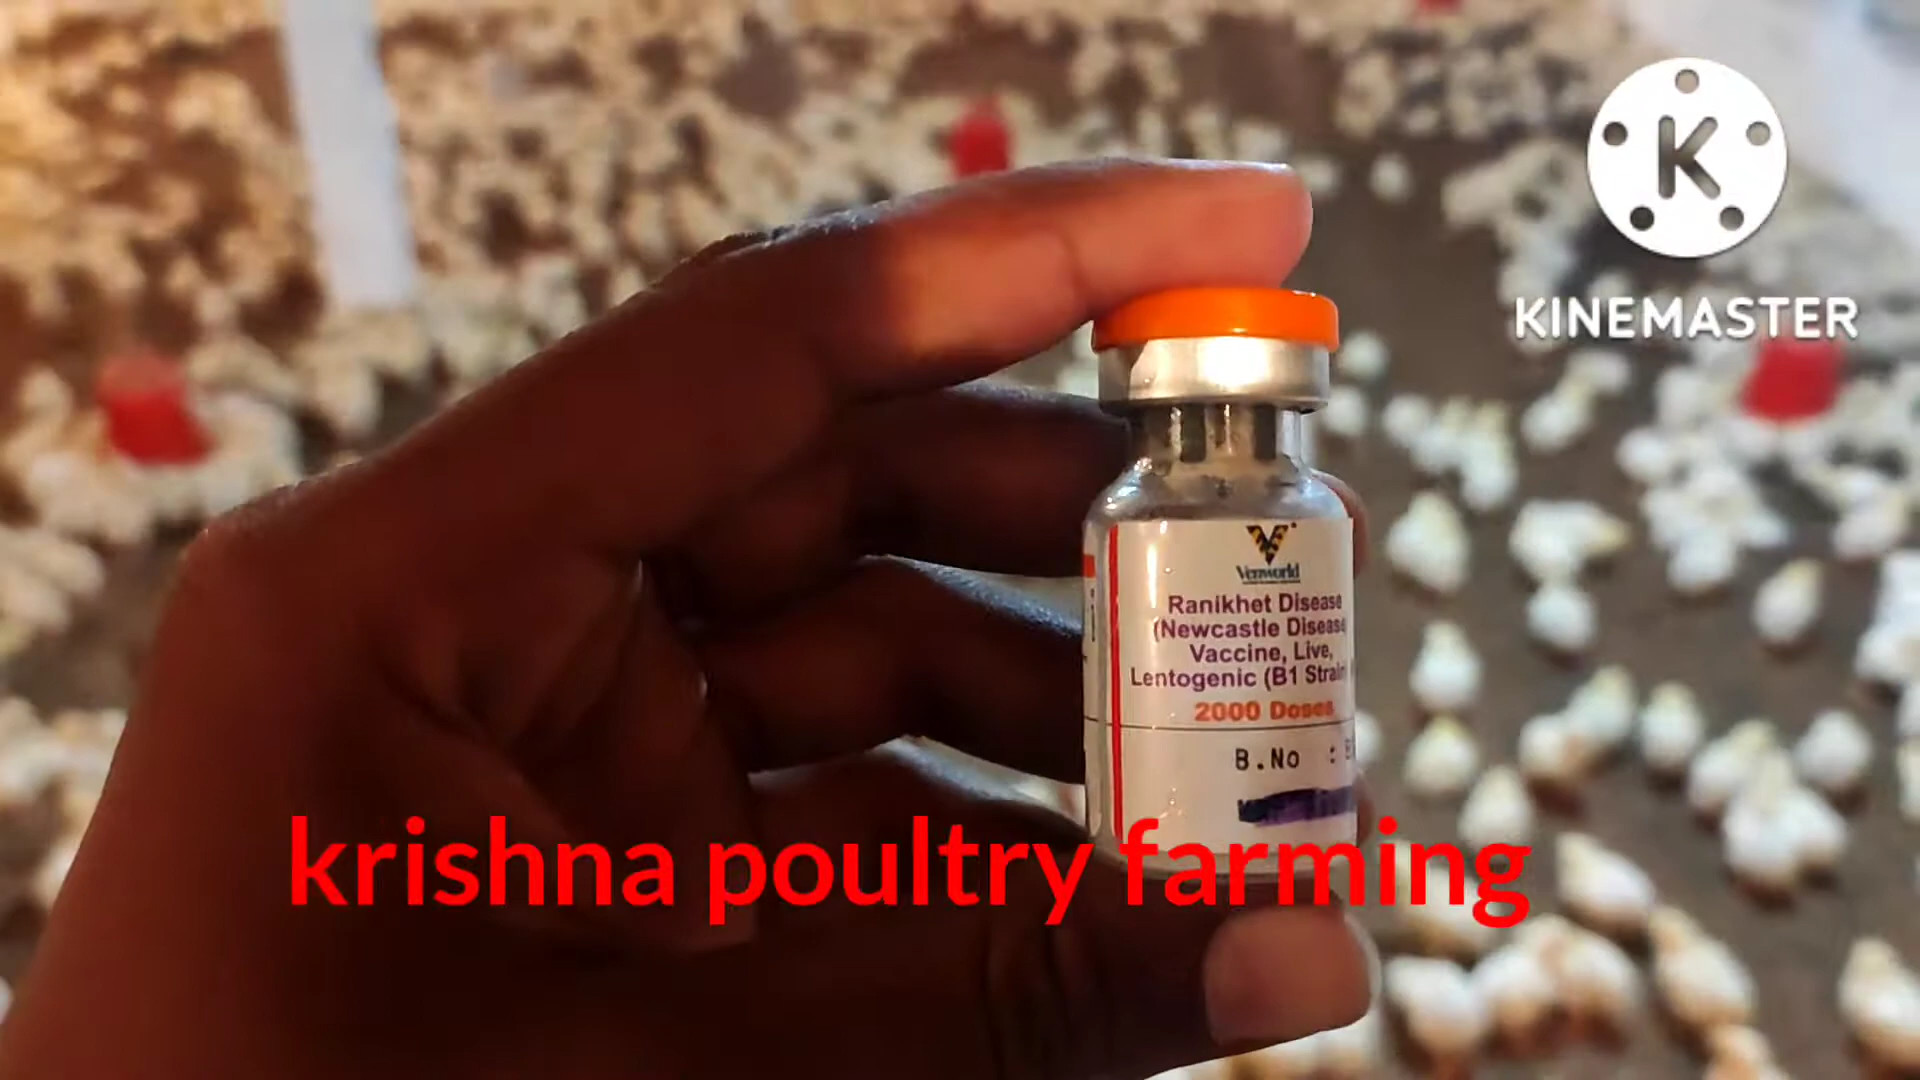 K
KINEMASTER
Venworld
Ranikhet Disease
(Newcastle Disease
Vaccine, Live,
Lentogenic (B1 Strain
2000 Doses
B.No :
krishna poultry farming